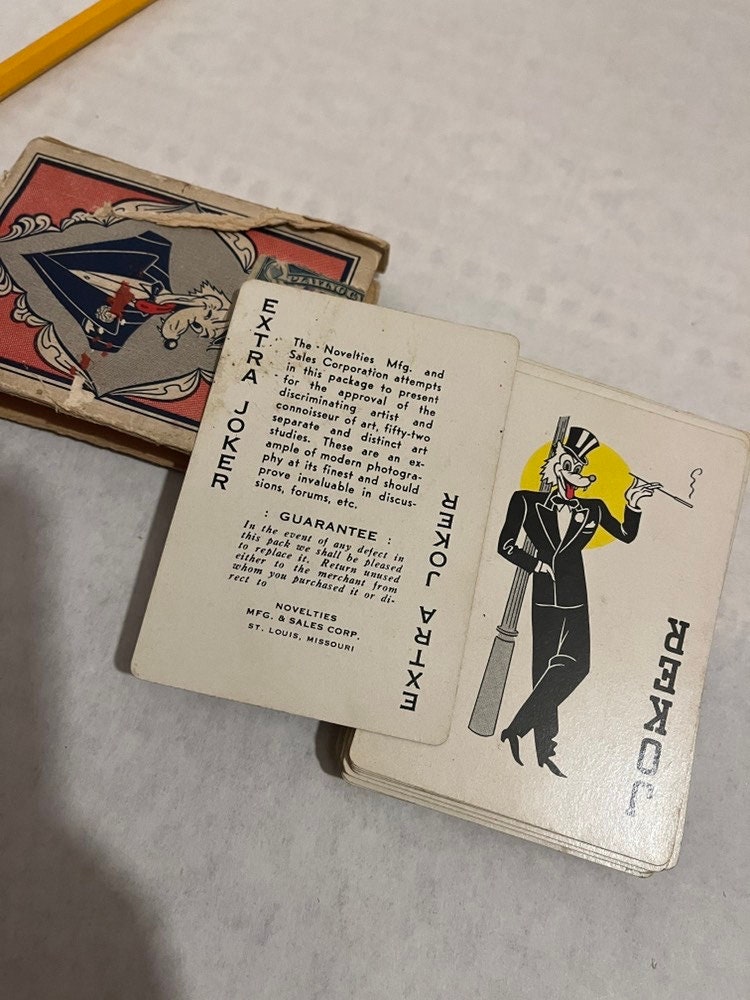 EXTRA JOKER
The Novelties Mfg. and
Sales Corporation attempts
in this package to present
for the approval of the
discriminating artist and
connoisseur of art, fifty-two
separate and distinct art
studies. These are an ex-
ample of modern photogra-
phy at its finest and should
prove invaluable in discus-
sions, forums, etc.
: GUARANTEE :
In the event of any defect in
this pack we shall be pleased
to replace it. Return unused
either to the merchant from
whom you purchased it or di-
rect to
NOVELTIES
MFG. & SALES CORP.
ST. LOUIS, MISSOURI
EXTRA JOKER
JOKER